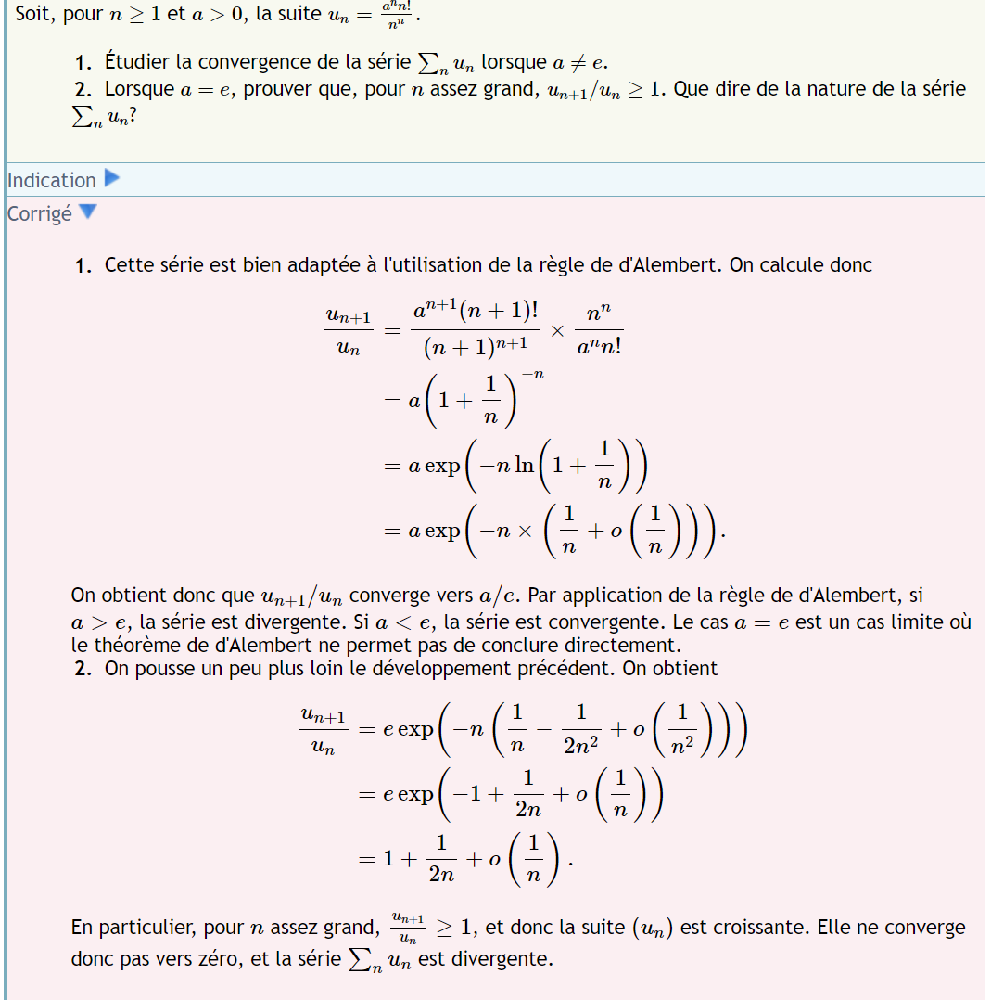 Soit, pour $n \geq 1$ et $a > 0$, la suite $u_n = \frac{a^n n!}{n^n}$.
1. Étudier la convergence de la série $\sum_n u_n$ lorsque $a \neq e$.
2. Lorsque $a = e$, prouver que, pour $n$ assez grand, $u_{n+1}/u_n \geq 1$. Que dire de la nature de la série
$\sum_n u_n$?
Indication
Corrigé
1. Cette série est bien adaptée à l'utilisation de la règle de d'Alembert. On calcule donc
$\frac{u_{n+1}}{u_n} = \frac{a^{n+1}(n+1)!}{(n+1)^{n+1}} \times \frac{n^n}{a^n n!}$
$= a\left(1 + \frac{1}{n}\right)^{-n}$
$= a \exp\left(-n \ln\left(1 + \frac{1}{n}\right)\right)$
$= a \exp\left(-n \times \left(\frac{1}{n} + o\left(\frac{1}{n}\right)\right)\right).$
On obtient donc que $u_{n+1}/u_n$ converge vers $a/e$. Par application de la règle de d'Alembert, si
$a > e$, la série est divergente. Si $a < e$, la série est convergente. Le cas $a = e$ est un cas limite où
le théorème de d'Alembert ne permet pas de conclure directement.
2. On pousse un peu plus loin le développement précédent. On obtient
$\frac{u_{n+1}}{u_n} = e \exp\left(-n\left(\frac{1}{n} - \frac{1}{2n^2} + o\left(\frac{1}{n^2}\right)\right)\right)$
$= e \exp\left(-1 + \frac{1}{2n} + o\left(\frac{1}{n}\right)\right)$
$= 1 + \frac{1}{2n} + o\left(\frac{1}{n}\right).$
En particulier, pour $n$ assez grand, $\frac{u_{n+1}}{u_n} \geq 1$, et donc la suite $(u_n)$ est croissante. Elle ne converge
donc pas vers zéro, et la série $\sum_n u_n$ est divergente.